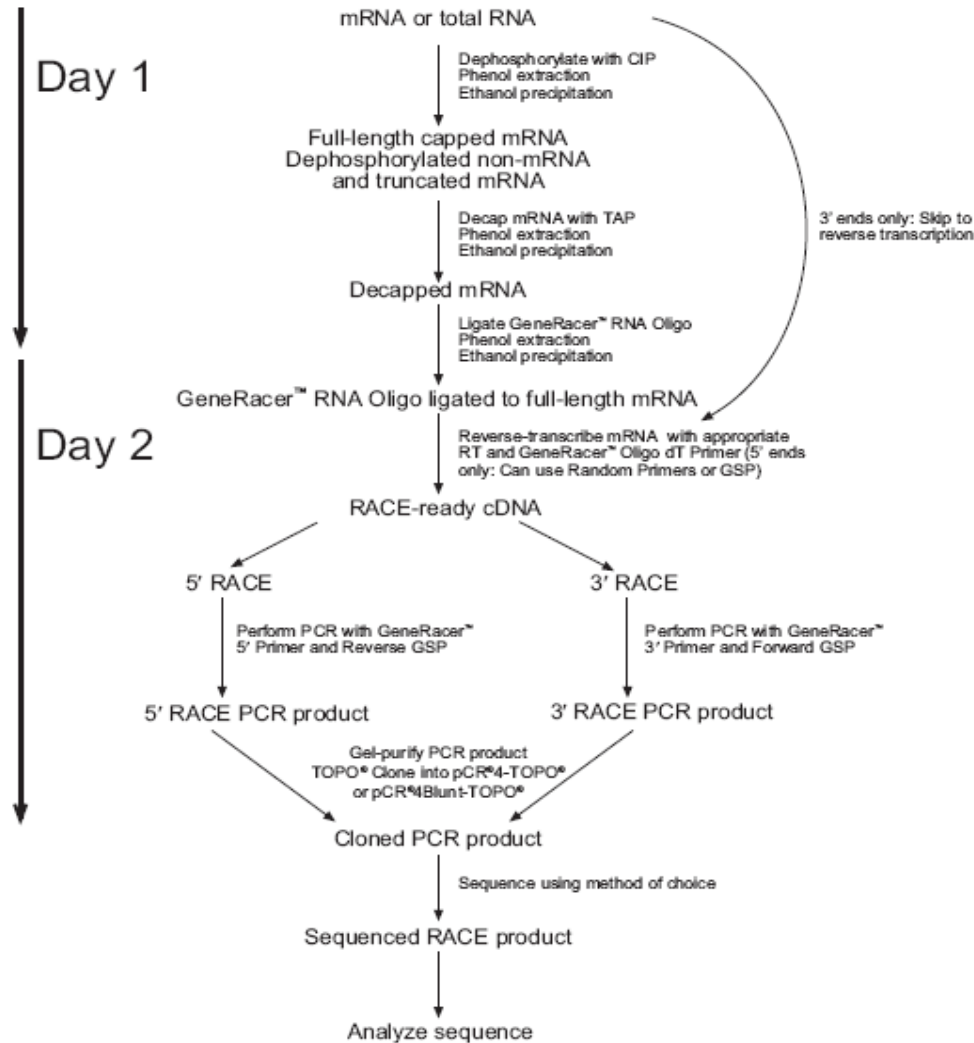 mRNA or total RNA
Day 1
Dephosphorylate with CIP
Phenol extraction
Ethanol precipitation
Full-length capped mRNA
Dephosphorylated non-mRNA
and truncated mRNA
Decap mRNA with TAP
Phenol extraction
Ethanol precipitation
3' ends only: Skip to
reverse transcription
Decapped mRNA
Ligate GeneRacer™ RNA Oligo
Phenol extraction
Ethanol precipitation
GeneRacer™ RNA Oligo ligated to full-length mRNA
Day 2
Reverse-transcribe mRNA with appropriate
RT and GeneRacer™ Oligo dT Primer (5' ends
only: Can use Random Primers or GSP)
RACE-ready cDNA
5′ RACE
3′ RACE
Perform PCR with GeneRacer™
5′ Primer and Reverse GSP
Perform PCR with GeneRacer™
3′ Primer and Forward GSP
5′ RACE PCR product
3′ RACE PCR product
Gel-purify PCR product
TOPO® Clone into pCR®4-TOPO®
or pCR®4Blunt-TOPO®
Cloned PCR product
Sequence using method of choice
Sequenced RACE product
Analyze sequence